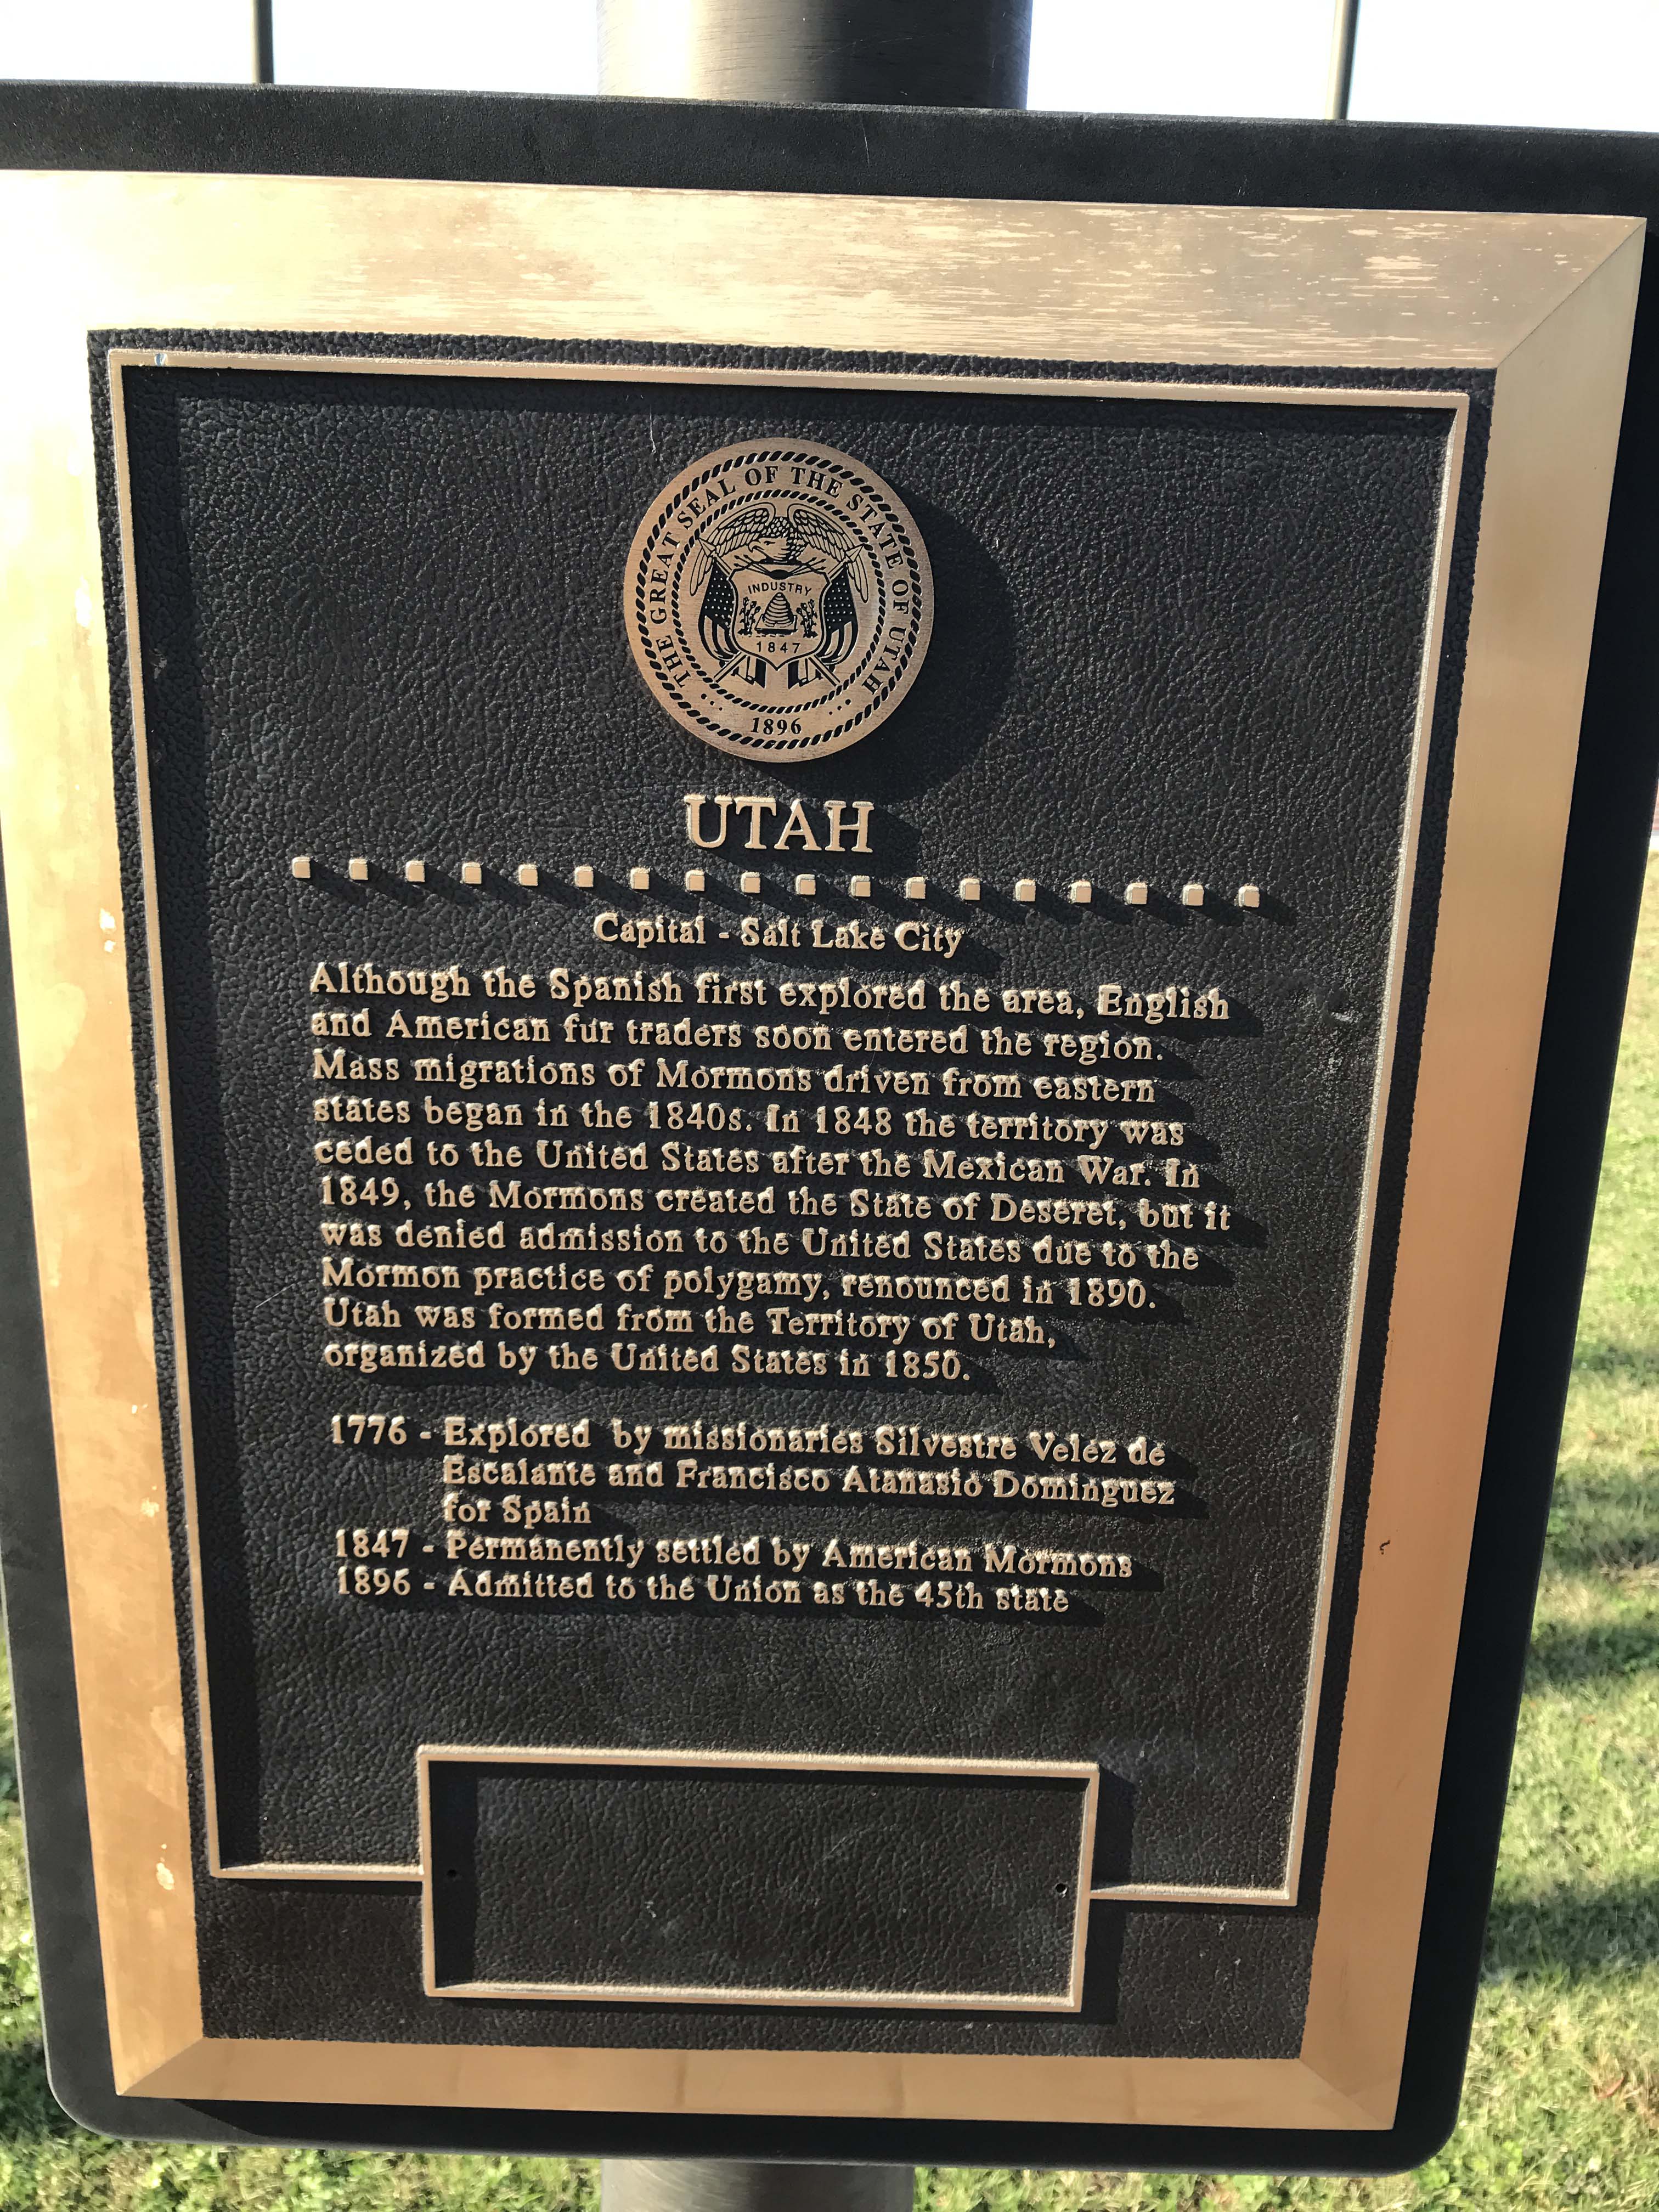 THE GREAT SEAL OF THE STATE OF UTAH
INDUSTRY
1847
1896
UTAH
Capital - Salt Lake City
Although the Spanish first explored the area, English
and American fur traders soon entered the region.
Mass migrations of Mormons driven from eastern
states began in the 1840s. In 1848 the territory was
ceded to the United States after the Mexican War. In
1849, the Mormons created the State of Deseret, but it
was denied admission to the United States due to the
Mormon practice of polygamy, renounced in 1890.
Utah was formed from the Territory of Utah,
organized by the United States in 1850.
1776 - Explored by missionaries Silvestre Velez de
Escalante and Francisco Atanasio Dominguez
for Spain
1847 - Permanently settled by American Mormons
1896 - Admitted to the Union as the 45th state